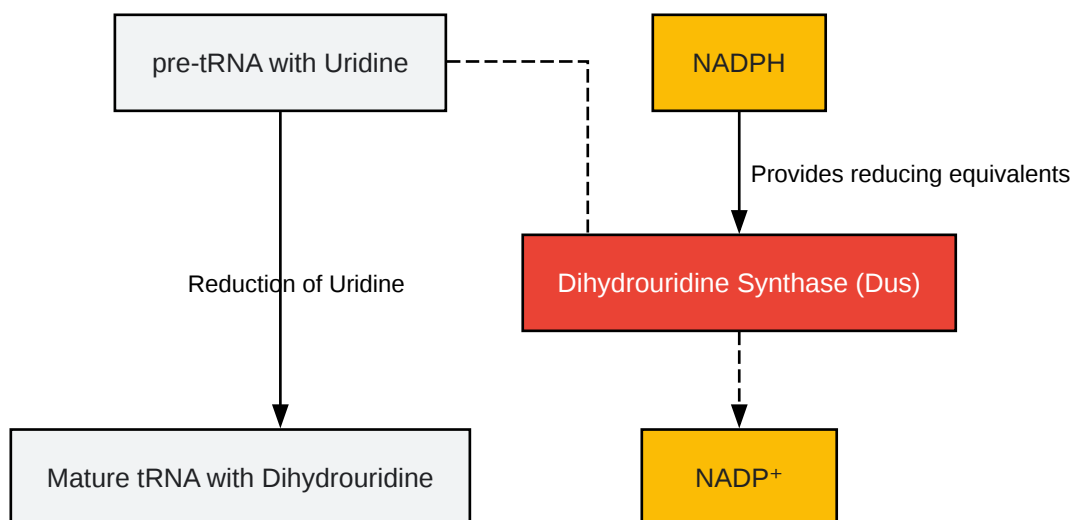 pre-tRNA with Uridine
NADPH
Provides reducing equivalents
Reduction of Uridine
Dihydrouridine Synthase (Dus)
Mature tRNA with Dihydrouridine
NADP⁺